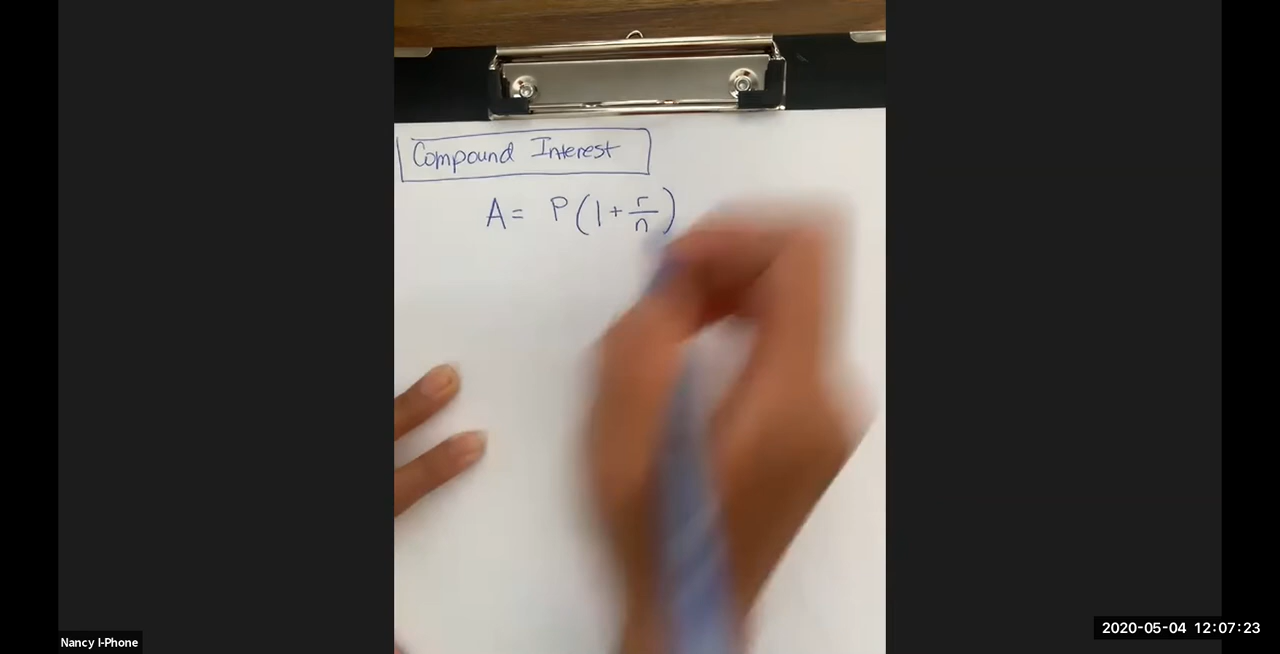 Compound Interest
A = P(1 + r/n)
Nancy I-Phone
2020-05-04 12:07:23